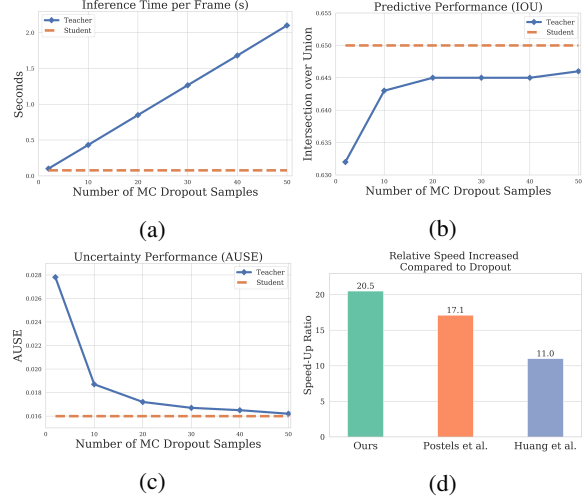 Inference Time per Frame (s)
Teacher
Student
2.0
1.5
1.0
0.5
0.0
Seconds
0
10
20
30
40
50
Number of MC Dropout Samples
(a)
Predictive Performance (IOU)
Teacher
Student
0.655
0.650
0.645
0.640
0.635
0.630
Intersection over Union
0
10
20
30
40
50
Number of MC Dropout Samples
(b)
Uncertainty Performance (AUSE)
Teacher
Student
0.028
0.026
0.024
0.022
0.020
0.018
0.016
AUSE
0
10
20
30
40
50
Number of MC Dropout Samples
(c)
Relative Speed Increased
Compared to Dropout
20.5
17.1
11.0
20
15
10
5
0
Speed-Up Ratio
Ours
Postels et al.
Huang et al.
(d)